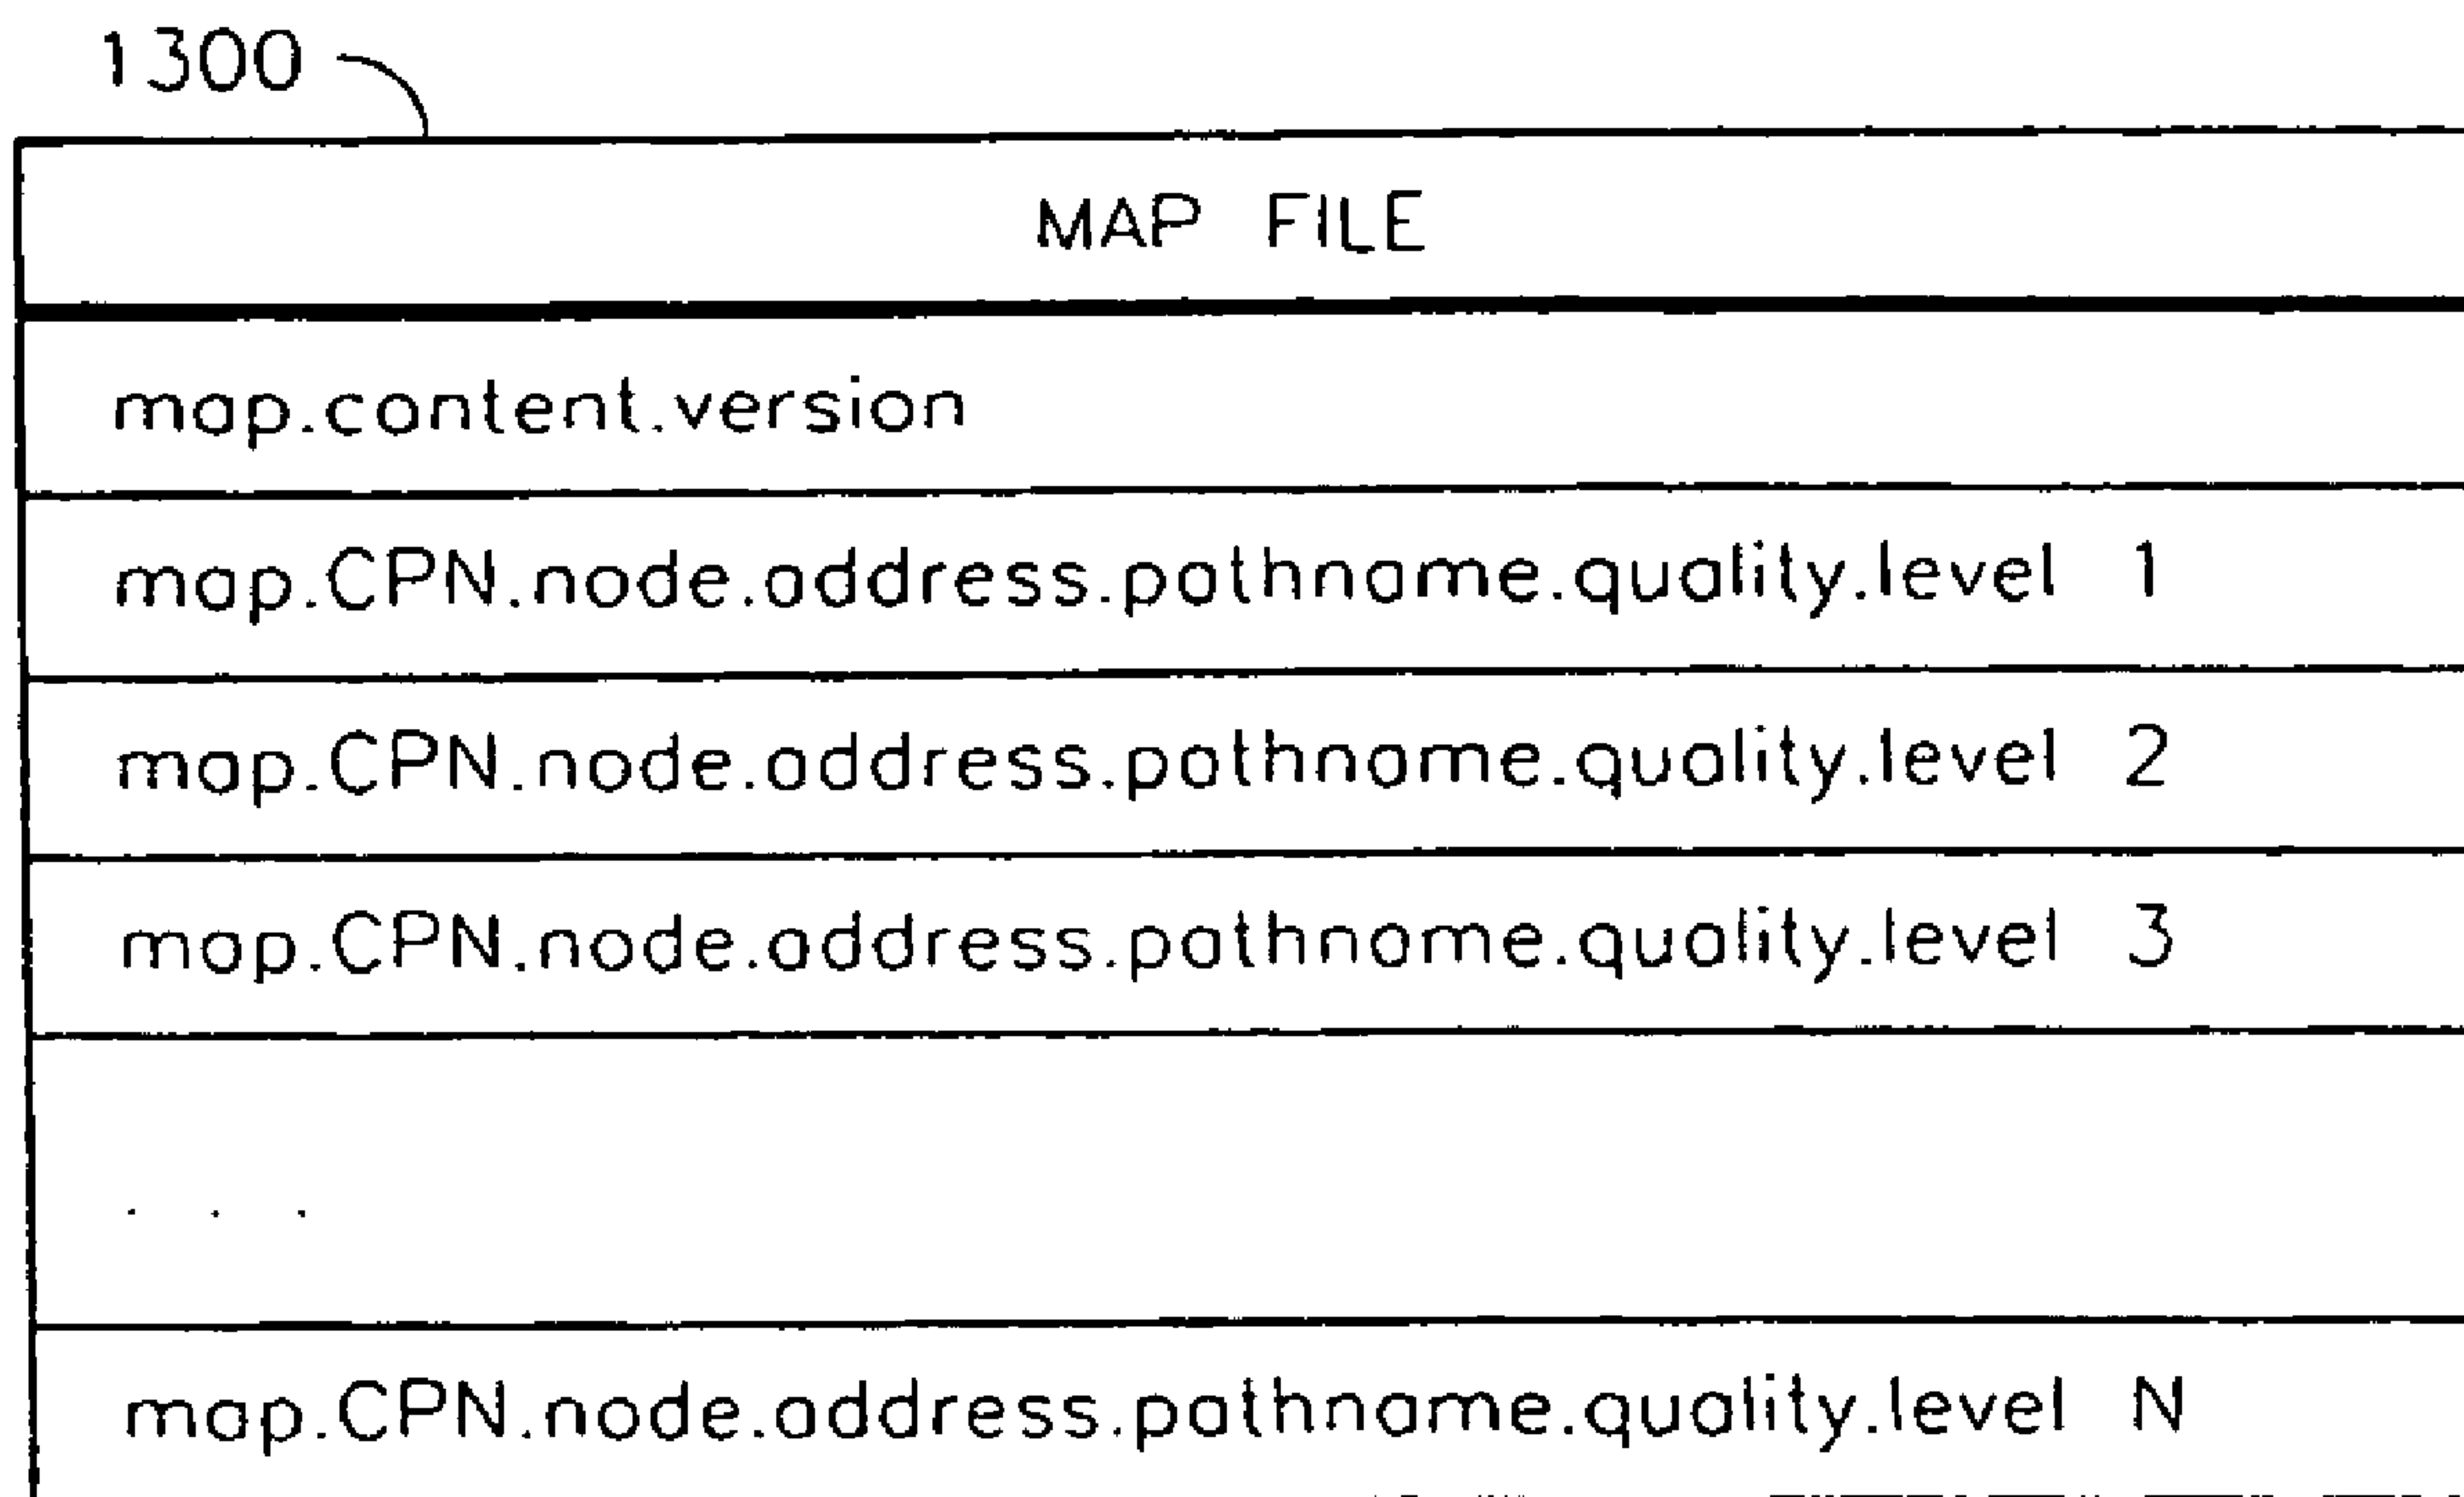 1300
MAP FILE
map.content.version
map.CPN.node.address.pathname.quality.level 1
map.CPN.node.address.pathname.quality.level 2
map.CPN.node.address.pathname.quality.level 3
. . .
map.CPN.node.address.pathname.quality.level N